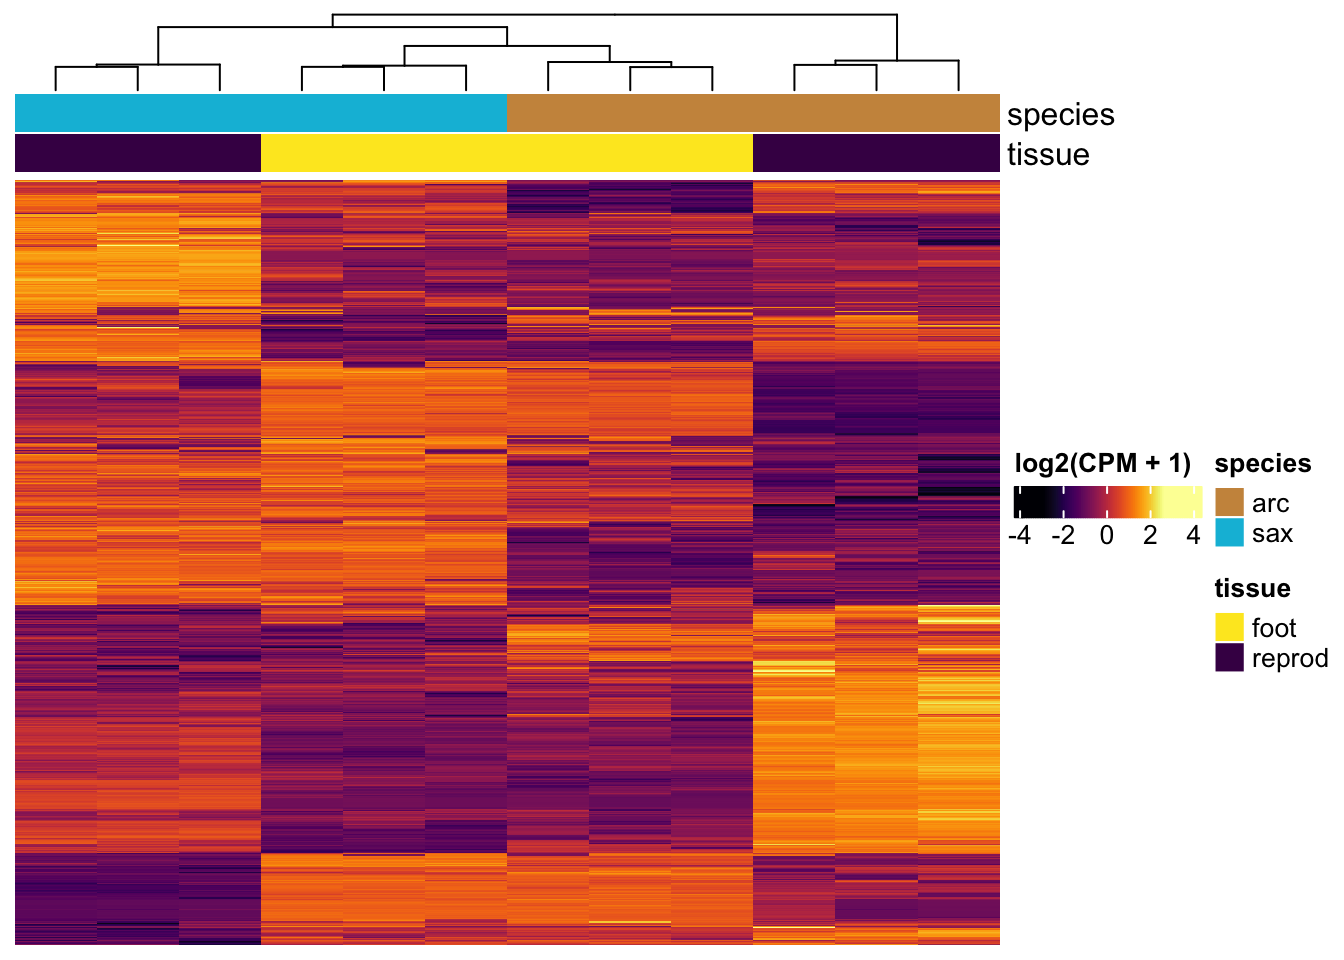 species
tissue
log2(CPM + 1)
-4 -2 0 2 4
species
arc
sax
tissue
foot
reprod